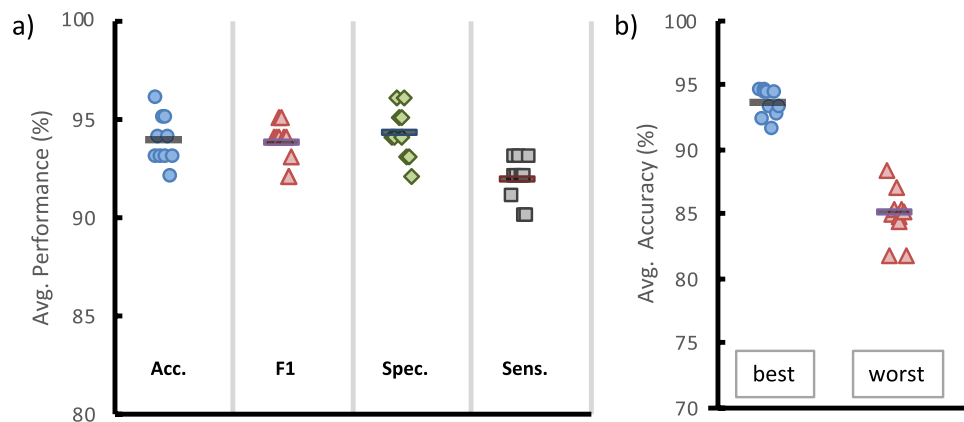 a)
Avg. Performance (%)
100
95
90
85
80
Acc.
F1
Spec.
Sens.
b)
Avg. Accuracy (%)
100
95
90
85
80
75
70
best
worst